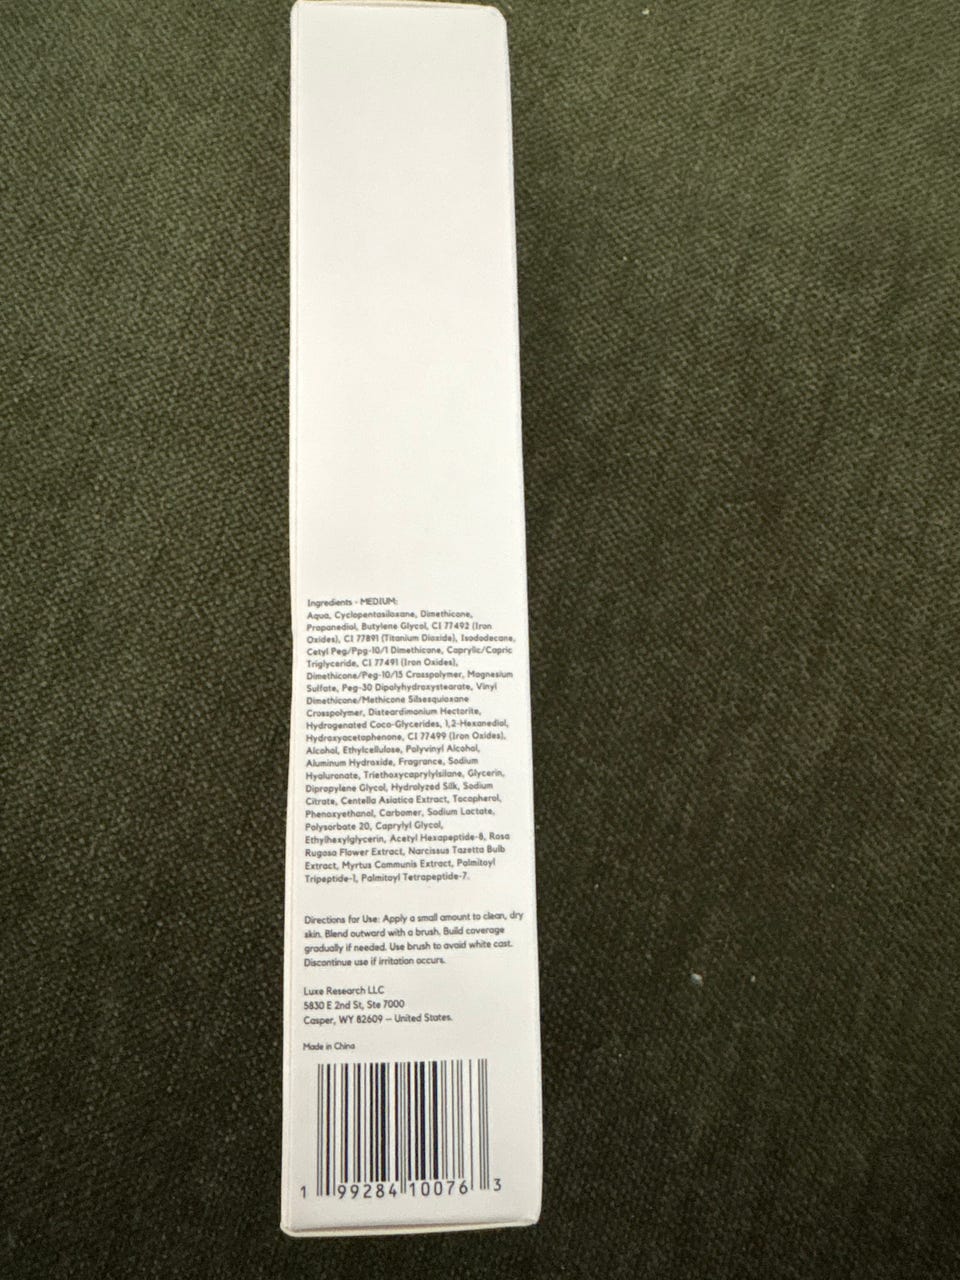 Ingredients - MEDIUM:
Aqua, Cyclopentasiloxane, Dimethicone,
Propanediol, Butylene Glycol, CI 77492 (Iron
Oxides), CI 77891 (Titanium Dioxide), Isododecane,
Cetyl Peg/Ppg-10/1 Dimethicone, Caprylic/Capric
Triglyceride, CI 77491 (Iron Oxides),
Dimethicone/Peg-10/15 Crosspolymer, Magnesium
Sulfate, Peg-30 Dipolyhydroxystearate, Vinyl
Dimethicone/Methicone Silsesquioxane
Crosspolymer, Disteardimonium Hectorite,
Hydrogenated Coco-Glycerides, 1,2-Hexanediol,
Hydroxyacetophenone, CI 77499 (Iron Oxides),
Alcohol, Ethylcellulose, Polyvinyl Alcohol,
Aluminum Hydroxide, Fragrance, Sodium
Hyaluronate, Triethoxycaprylylsilane, Glycerin,
Dipropylene Glycol, Hydrolyzed Silk, Sodium
Citrate, Centella Asiatica Extract, Tocopherol,
Phenoxyethanol, Carbomer, Sodium Lactate,
Polysorbate 20, Caprylyl Glycol,
Ethylhexylglycerin, Acetyl Hexapeptide-8, Rosa
Rugosa Flower Extract, Narcissus Tazetta Bulb
Extract, Myrtus Communis Extract, Palmitoyl
Tripeptide-1, Palmitoyl Tetrapeptide-7.
Directions for Use: Apply a small amount to clean, dry
skin. Blend outward with a brush. Build coverage
gradually if needed. Use brush to avoid white cast.
Discontinue use if irritation occurs.
Luxe Research LLC
5830 E 2nd St, Ste 7000
Casper, WY 82609 – United States.
Made in China
1 99284 10076 3